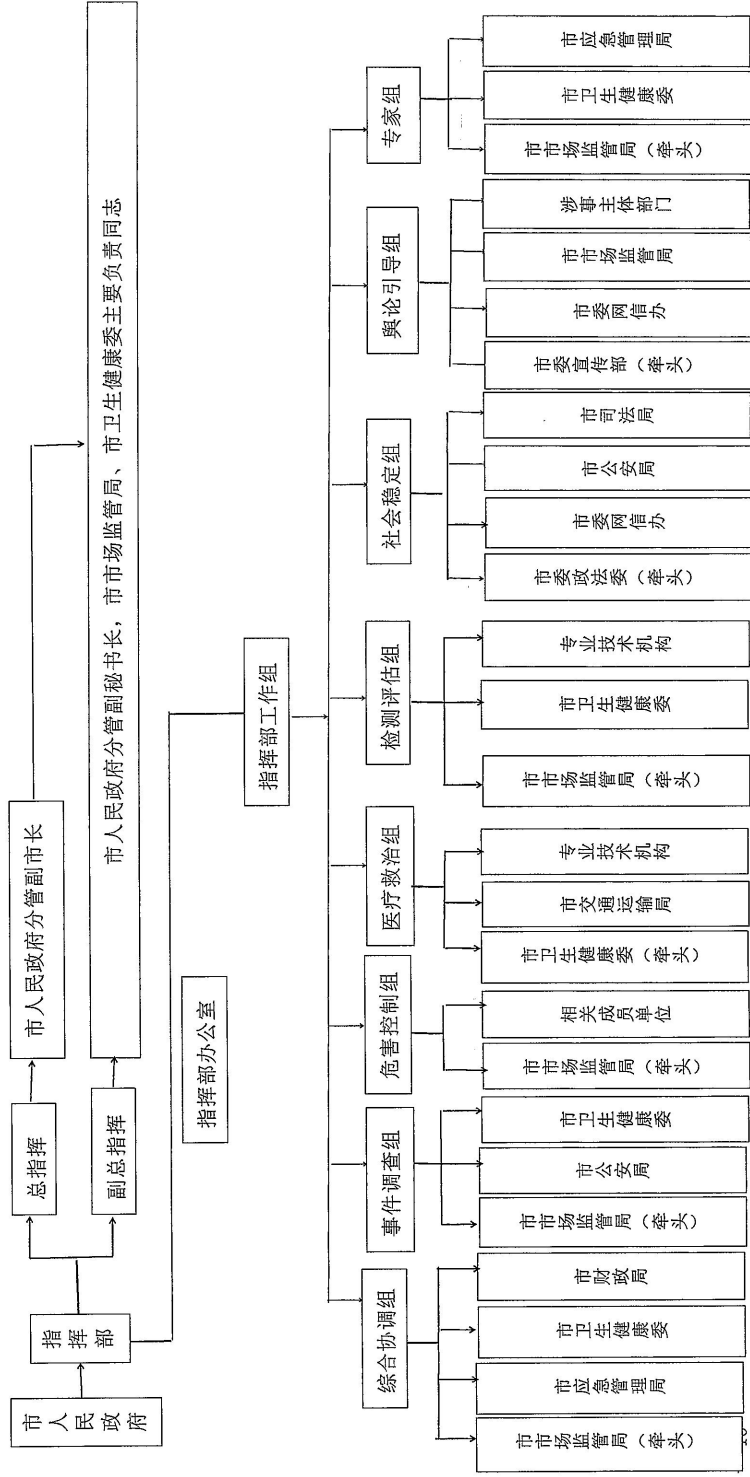 市人民政府
指挥部
总指挥
市人民政府分管副市长
副总指挥
市人民政府分管副秘书长，市市场监管局、市卫生健康委主要负责同志
指挥部办公室
指挥部工作组
综合协调组
事件调查组
危害控制组
医疗救治组
检测评估组
社会稳定组
舆论引导组
专家组
市市场监管局（牵头）
市应急管理局
市卫生健康委
市财政局
市市场监管局（牵头）
市公安局
市卫生健康委
市市场监管局（牵头）
相关成员单位
市卫生健康委（牵头）
市交通运输局
专业技术机构
市市场监管局（牵头）
市卫生健康委
专业技术机构
市委政法委（牵头）
市委网信办
市公安局
市司法局
市委宣传部（牵头）
市委网信办
市市场监管局
涉事主体部门
市市场监管局（牵头）
市卫生健康委
市应急管理局